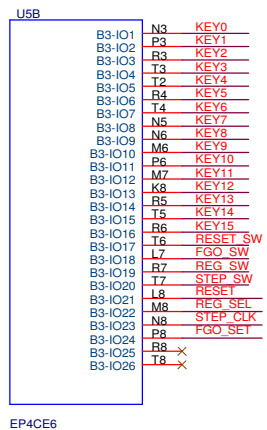 U5B
B3-IO1 N3 KEY0
B3-IO2 P3 KEY1
B3-IO3 R3 KEY2
B3-IO4 T3 KEY3
B3-IO5 T2 KEY4
B3-IO6 R4 KEY5
B3-IO7 T4 KEY6
B3-IO8 N5 KEY7
B3-IO9 N6 KEY8
B3-IO10 M6 KEY9
B3-IO11 P6 KEY10
B3-IO12 M7 KEY11
B3-IO13 K8 KEY12
B3-IO14 R5 KEY13
B3-IO15 T5 KEY14
B3-IO16 R6 KEY15
B3-IO17 T6 RESET_SW
B3-IO18 L7 FGO_SW
B3-IO19 R7 REG_SW
B3-IO20 T7 STEP_SW
B3-IO21 L8 RESET
B3-IO22 M8 REG_SEL
B3-IO23 N8 STEP_CLK
B3-IO24 P8 FGO_SET
B3-IO25 R8
B3-IO26 T8
EP4CE6